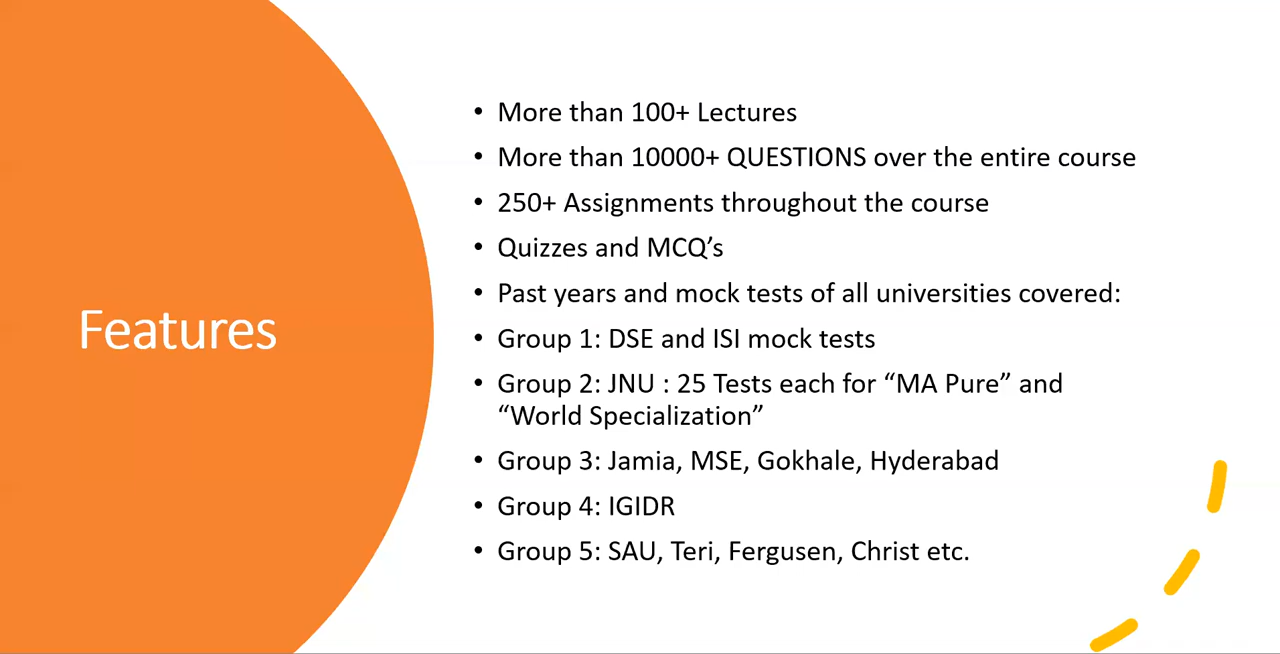 Features
• More than 100+ Lectures
• More than 10000+ QUESTIONS over the entire course
• 250+ Assignments throughout the course
• Quizzes and MCQ’s
• Past years and mock tests of all universities covered:
• Group 1: DSE and ISI mock tests
• Group 2: JNU : 25 Tests each for “MA Pure” and
“World Specialization”
• Group 3: Jamia, MSE, Gokhale, Hyderabad
• Group 4: IGIDR
• Group 5: SAU, Teri, Fergusen, Christ etc.